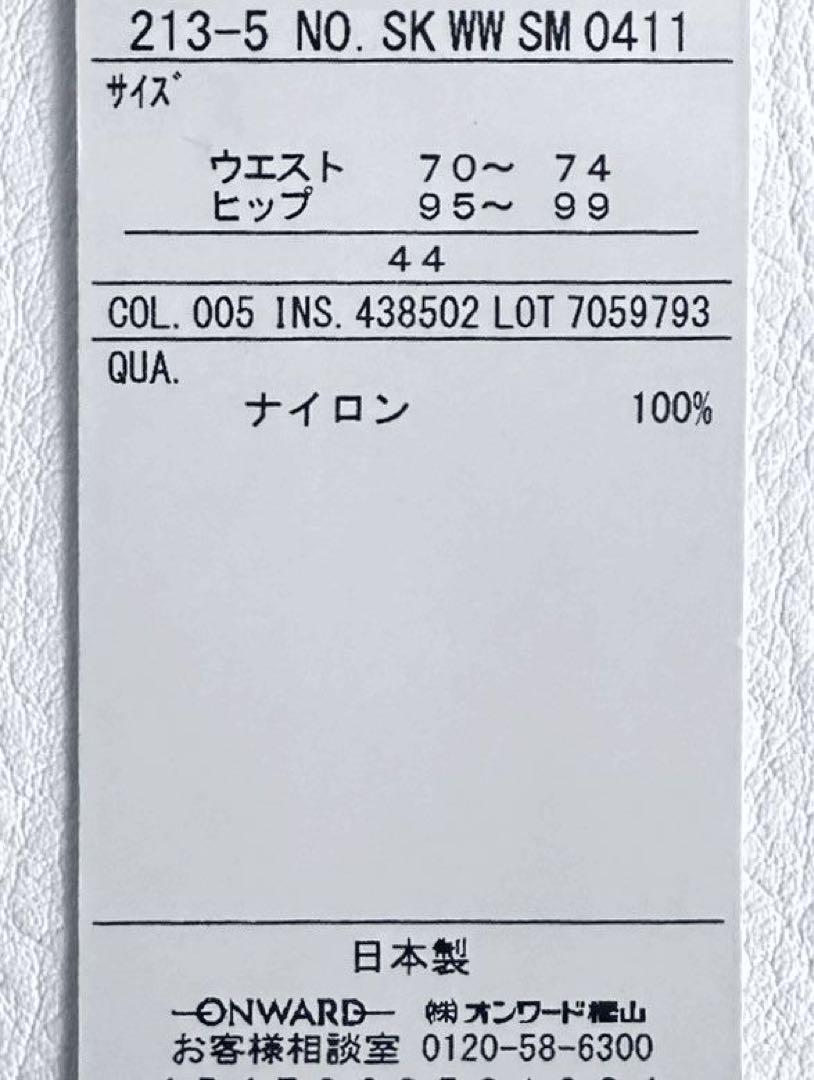 213-5 NO. SK WW SM 0411
サイズ
ウエスト 70〜 74
ヒップ 95〜 99
44
COL. 005 INS. 438502 LOT 7059793
QUA.
ナイロン 100%
日本製
ONWARD ㈱オンワード樫山
お客様相談室 0120-58-6300